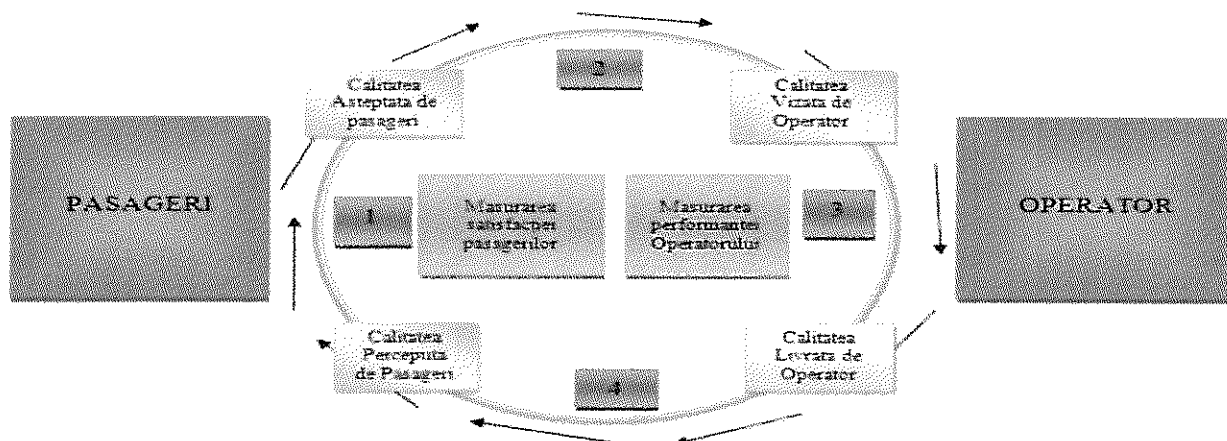 2
Calitatea
Asteptata de
pasageri
Calitatea
Vizata de
Operator
PASAGERI
1
Masurarea
satisfactiei
pasagerilor
Masurarea
performantei
Operatorului
3
OPERATOR
Calitatea
Perceputa
de Pasageri
Calitatea
Livrata de
Operator
4